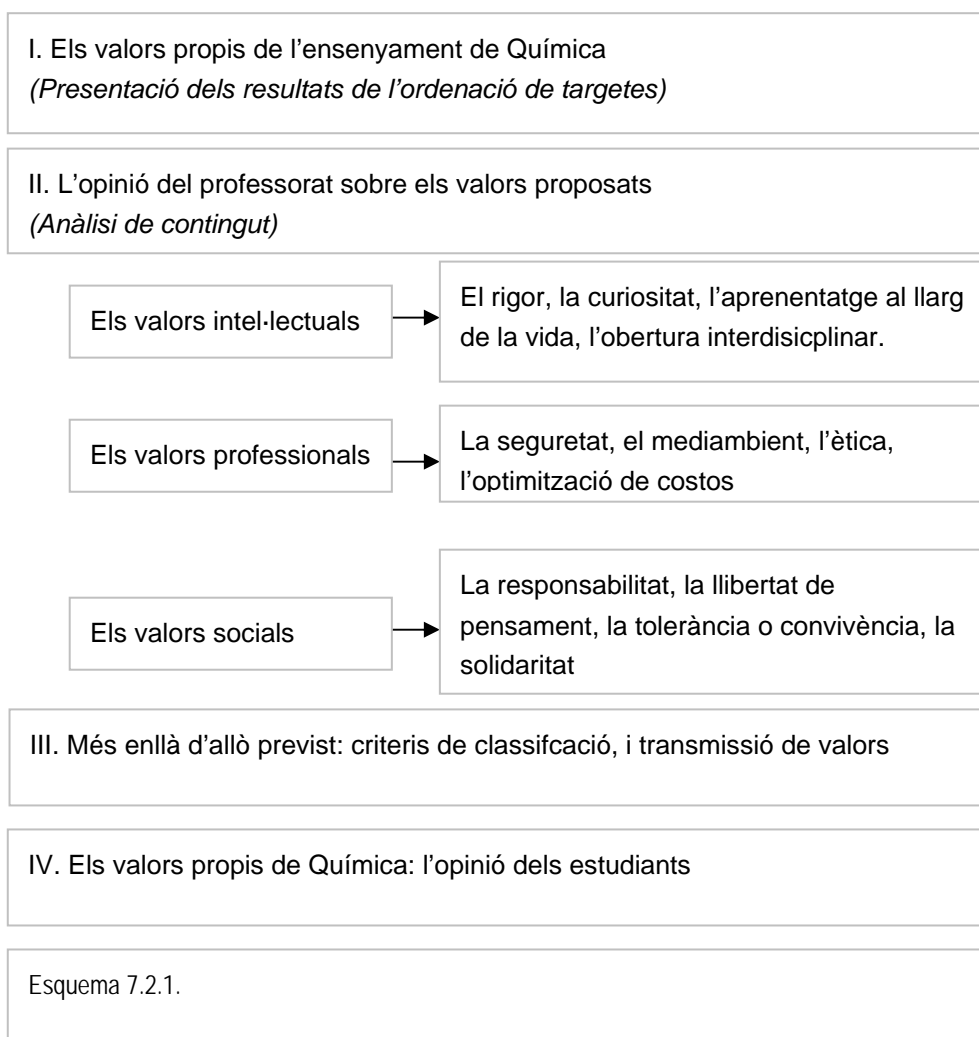 I. Els valors propis de l’ensenyament de Química
(Presentació dels resultats de l’ordenació de targetes)
II. L’opinió del professorat sobre els valors proposats
(Anàlisi de contingut)
Els valors intel·lectuals
El rigor, la curiositat, l’aprenentatge al llarg
de la vida, l’obertura interdisicplinar.
Els valors professionals
La seguretat, el mediambient, l’ètica,
l’optimització de costos
Els valors socials
La responsabilitat, la llibertat de
pensament, la tolerància o convivència, la
solidaritat
III. Més enllà d’allò previst: criteris de classifcació, i transmissió de valors
IV. Els valors propis de Química: l’opinió dels estudiants
Esquema 7.2.1.